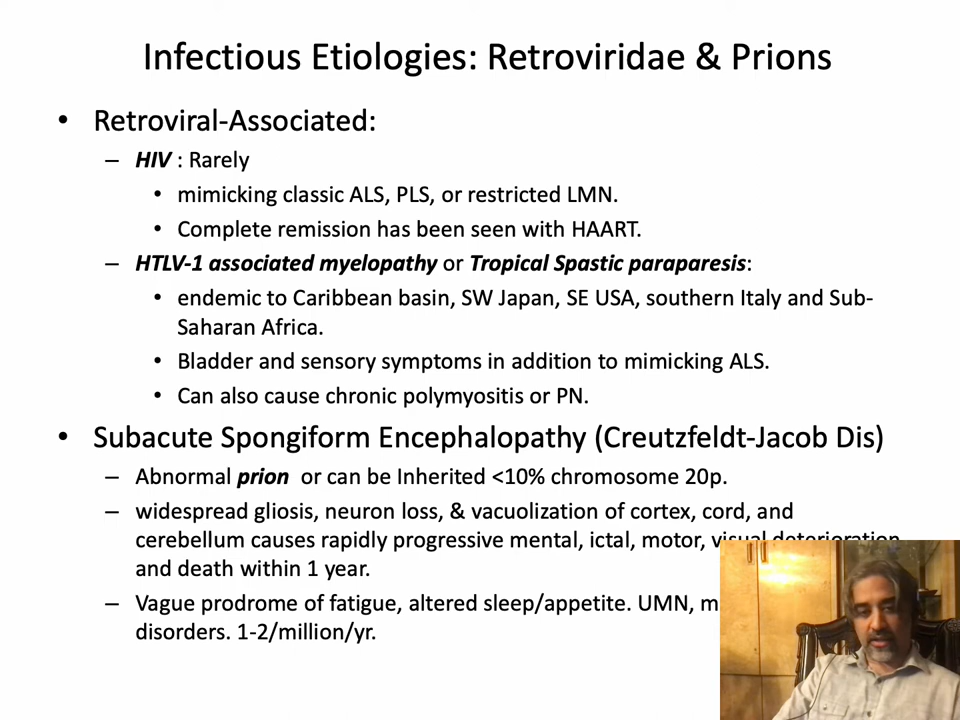 Infectious Etiologies: Retroviridae & Prions
• Retroviral-Associated:
– HIV : Rarely
• mimicking classic ALS, PLS, or restricted LMN.
• Complete remission has been seen with HAART.
– HTLV-1 associated myelopathy or Tropical Spastic paraparesis:
• endemic to Caribbean basin, SW Japan, SE USA, southern Italy and Sub-
Saharan Africa.
• Bladder and sensory symptoms in addition to mimicking ALS.
• Can also cause chronic polymyositis or PN.
• Subacute Spongiform Encephalopathy (Creutzfeldt-Jacob Dis)
– Abnormal prion or can be Inherited <10% chromosome 20p.
– widespread gliosis, neuron loss, & vacuolization of cortex, cord, and
cerebellum causes rapidly progressive mental, ictal, motor, visual deterioration
and death within 1 year.
– Vague prodrome of fatigue, altered sleep/appetite. UMN,
disorders. 1-2/million/yr.